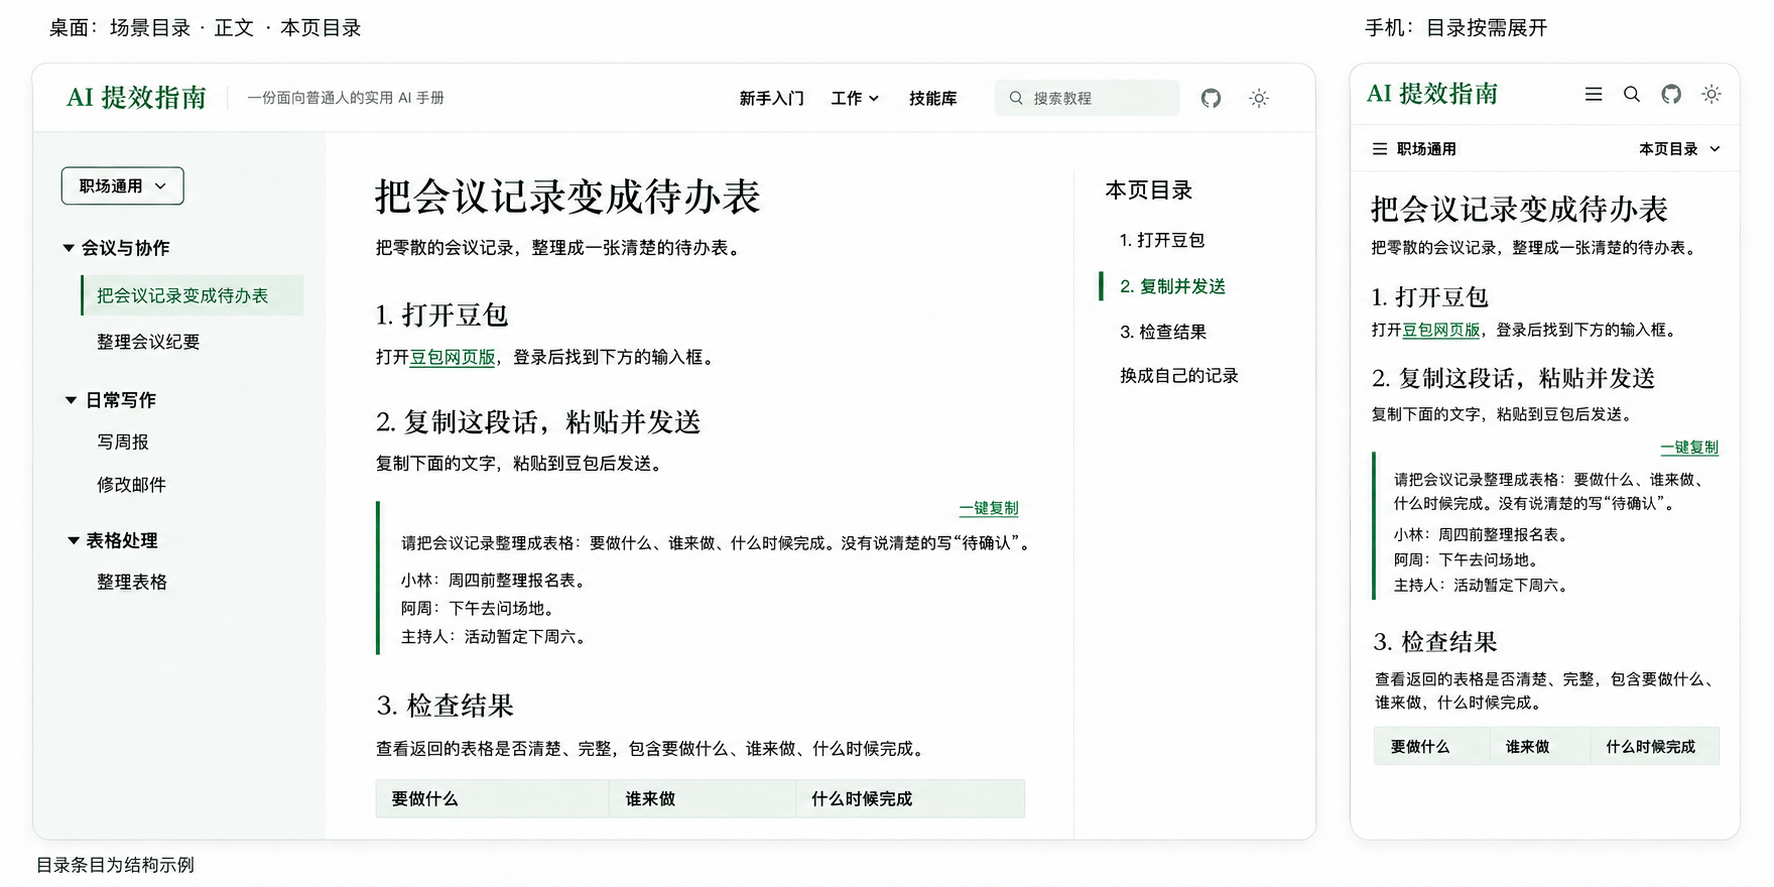 桌面：场景目录 · 正文 · 本页目录
AI 提效指南
一份面向普通人的实用 AI 手册
新手入门
工作
技能库
搜索教程
职场通用
会议与协作
把会议记录变成待办表
整理会议纪要
日常写作
写周报
修改邮件
表格处理
整理表格
把会议记录变成待办表
把零散的会议记录，整理成一张清楚的待办表。
1. 打开豆包
打开豆包网页版，登录后找到下方的输入框。
2. 复制这段话，粘贴并发送
复制下面的文字，粘贴到豆包后发送。
一键复制
请把会议记录整理成表格：要做什么、谁来做、什么时候完成。没有说清楚的写“待确认”。
小林：周四前整理报名表。
阿周：下午去问场地。
主持人：活动暂定下周六。
3. 检查结果
查看返回的表格是否清楚、完整，包含要做什么、谁来做、什么时候完成。
要做什么 谁来做 什么时候完成
本页目录
1. 打开豆包
2. 复制并发送
3. 检查结果
换成自己的记录
目录条目为结构示例
手机：目录按需展开
AI 提效指南
职场通用
本页目录
把会议记录变成待办表
把零散的会议记录，整理成一张清楚的待办表。
1. 打开豆包
打开豆包网页版，登录后找到下方的输入框。
2. 复制这段话，粘贴并发送
复制下面的文字，粘贴到豆包后发送。
一键复制
请把会议记录整理成表格：要做什么、谁来做、
什么时候完成。没有说清楚的写“待确认”。
小林：周四前整理报名表。
阿周：下午去问场地。
主持人：活动暂定下周六。
3. 检查结果
查看返回的表格是否清楚、完整，包含要做什么、
谁来做，什么时候完成。
要做什么 谁来做 什么时候完成